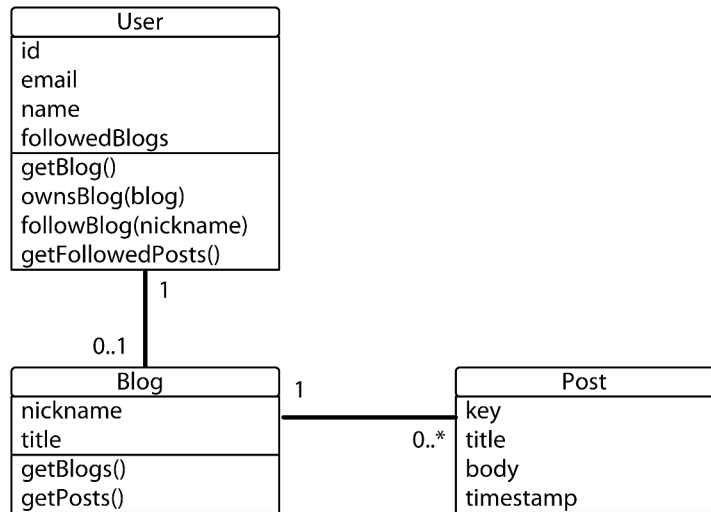 User
id
email
name
followedBlogs
getBlog()
ownsBlog(blog)
followBlog(nickname)
getFollowedPosts()
1
0..1
Blog
nickname
title
getBlogs()
getPosts()
1
0..*
Post
key
title
body
timestamp